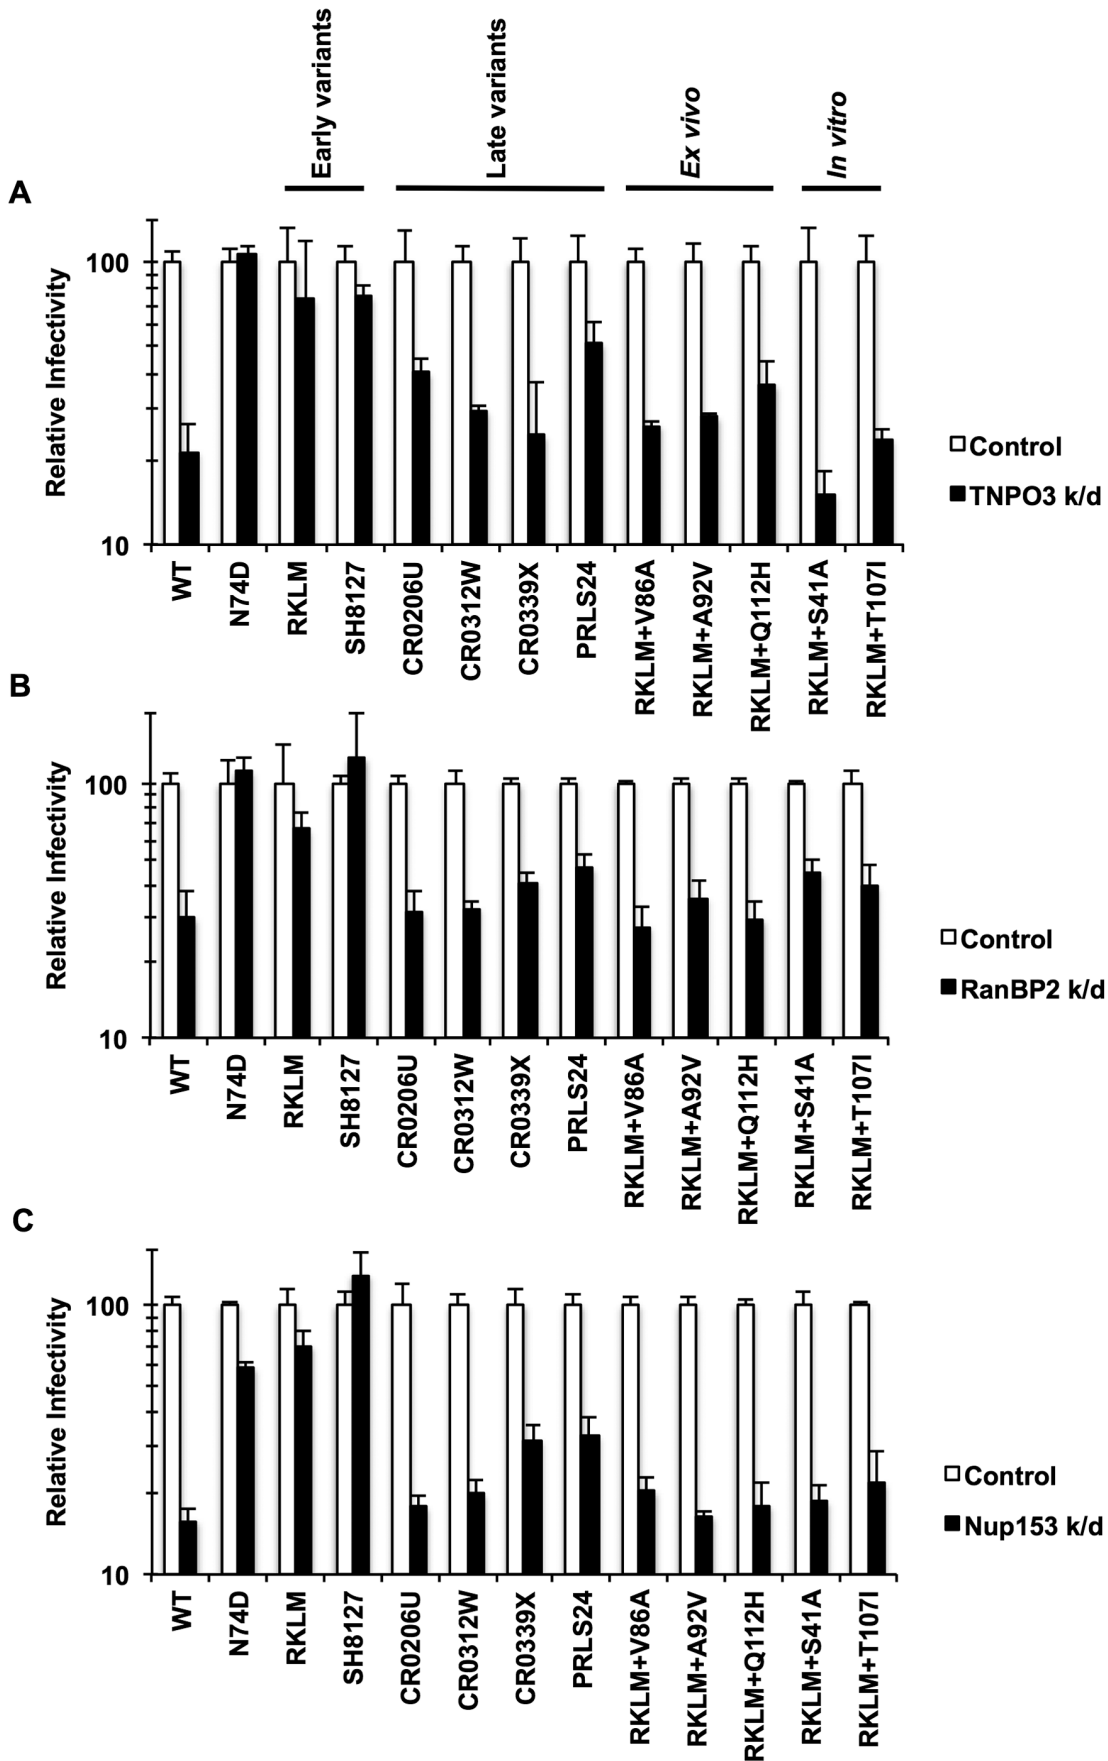 Early variants
Late variants
Ex vivo
In vitro
A
Relative Infectivity
100
10
Control
TNPO3 k/d
WT
N74D
RKLM
SH8127
CR0206U
CR0312W
CR0339X
PRLS24
RKLM+V86A
RKLM+A92V
RKLM+Q112H
RKLM+S41A
RKLM+T107I
B
Relative Infectivity
100
10
Control
RanBP2 k/d
WT
N74D
RKLM
SH8127
CR0206U
CR0312W
CR0339X
PRLS24
RKLM+V86A
RKLM+A92V
RKLM+Q112H
RKLM+S41A
RKLM+T107I
C
Relative Infectivity
100
10
Control
Nup153 k/d
WT
N74D
RKLM
SH8127
CR0206U
CR0312W
CR0339X
PRLS24
RKLM+V86A
RKLM+A92V
RKLM+Q112H
RKLM+S41A
RKLM+T107I